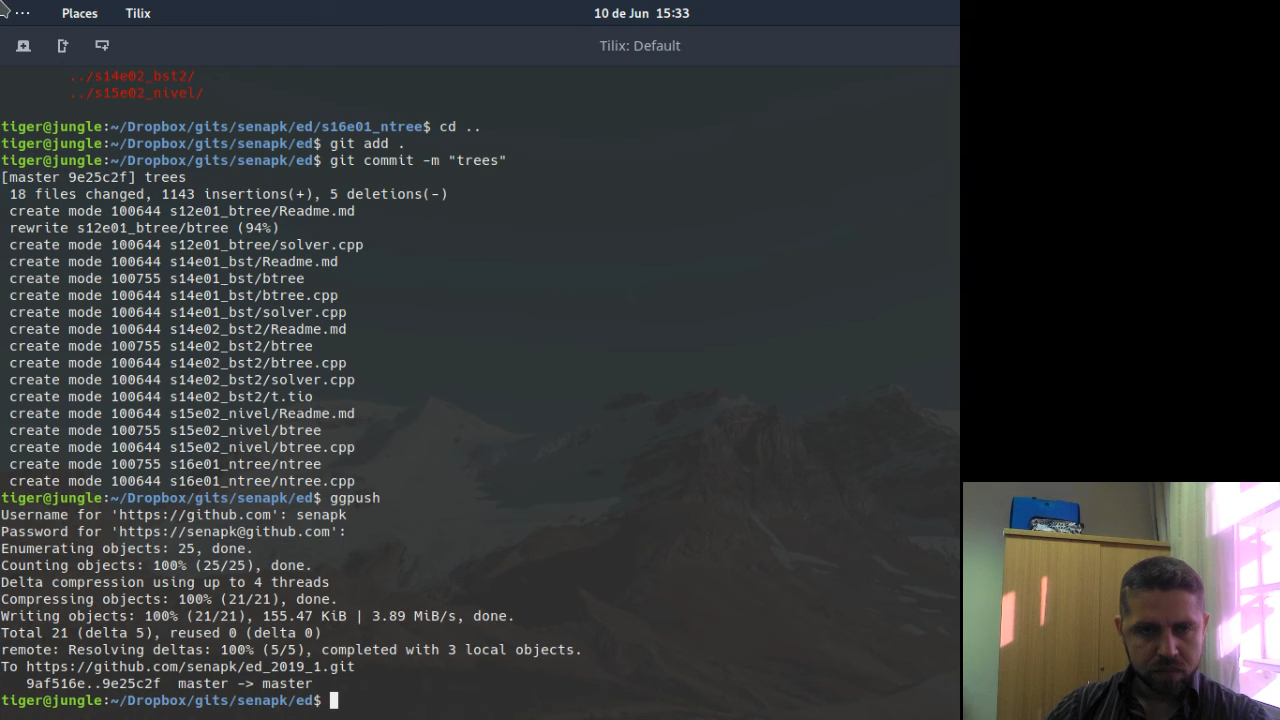 ... Places Tilix 10 de Jun 15:33
Tilix: Default
../s14e02_bst2/
../s15e02_nivel/
tiger@jungle:~/Dropbox/gits/senapk/ed/s16e01_ntree$ cd ..
tiger@jungle:~/Dropbox/gits/senapk/ed$ git add .
tiger@jungle:~/Dropbox/gits/senapk/ed$ git commit -m "trees"
[master 9e25c2f] trees
18 files changed, 1143 insertions(+), 5 deletions(-)
create mode 100644 s12e01_btree/Readme.md
rewrite s12e01_btree/btree (94%)
create mode 100644 s12e01_btree/solver.cpp
create mode 100644 s14e01_bst/Readme.md
create mode 100755 s14e01_bst/btree
create mode 100644 s14e01_bst/btree.cpp
create mode 100644 s14e01_bst/solver.cpp
create mode 100644 s14e02_bst2/Readme.md
create mode 100755 s14e02_bst2/btree
create mode 100644 s14e02_bst2/btree.cpp
create mode 100644 s14e02_bst2/solver.cpp
create mode 100644 s14e02_bst2/t.tio
create mode 100644 s15e02_nivel/Readme.md
create mode 100755 s15e02_nivel/btree
create mode 100644 s15e02_nivel/btree.cpp
create mode 100755 s16e01_ntree/ntree
create mode 100644 s16e01_ntree/ntree.cpp
tiger@jungle:~/Dropbox/gits/senapk/ed$ ggpush
Username for 'https://github.com': senapk
Password for 'https://senapk@github.com':
Enumerating objects: 25, done.
Counting objects: 100% (25/25), done.
Delta compression using up to 4 threads
Compressing objects: 100% (21/21), done.
Writing objects: 100% (21/21), 155.47 KiB | 3.89 MiB/s, done.
Total 21 (delta 5), reused 0 (delta 0)
remote: Resolving deltas: 100% (5/5), completed with 3 local objects.
To https://github.com/senapk/ed_2019_1.git
9af516e..9e25c2f master -> master
tiger@jungle:~/Dropbox/gits/senapk/ed$